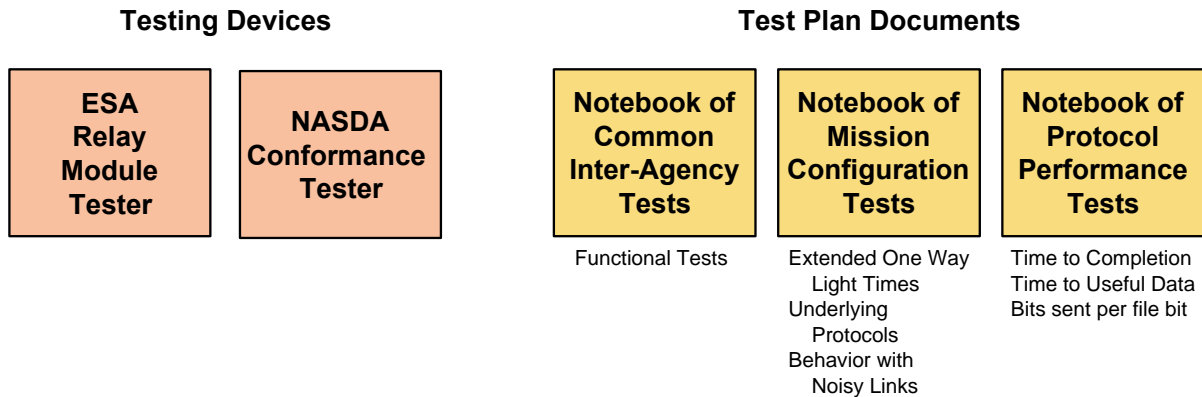 Testing Devices
Test Plan Documents
ESA
Relay
Module
Tester
NASDA
Conformance
Tester
Notebook of
Common
Inter-Agency
Tests
Functional Tests
Notebook of
Mission
Configuration
Tests
Extended One Way
Light Times
Underlying
Protocols
Behavior with
Noisy Links
Notebook of
Protocol
Performance
Tests
Time to Completion
Time to Useful Data
Bits sent per file bit